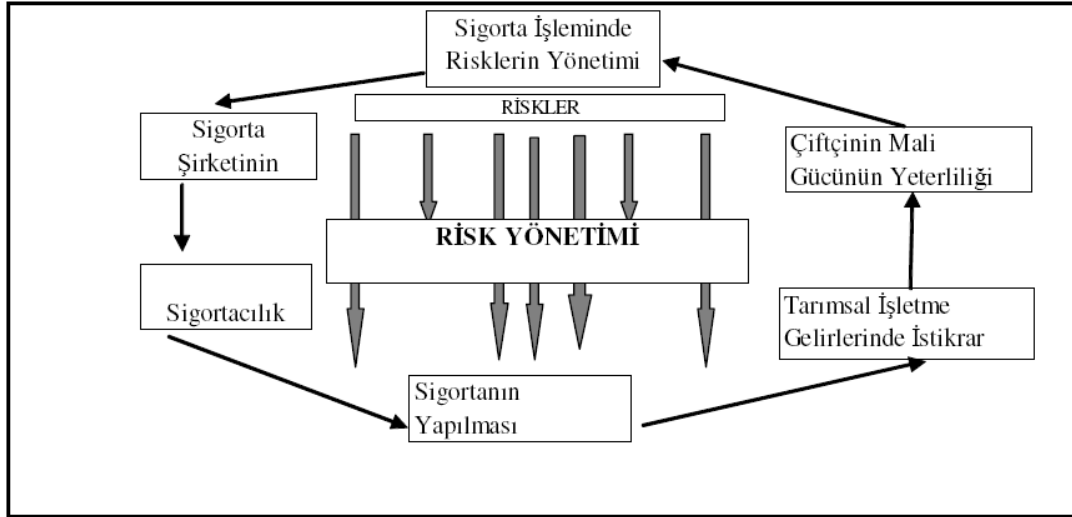 Sigorta İşleminde
Risklerin Yönetimi
RİSKLER
Sigorta
Şirketinin
Çiftçinin Mali
Gücünün Yeterliliği
RİSK YÖNETİMİ
Sigortacılık
Tarımsal İşletme
Gelirlerinde İstikrar
Sigortanın
Yapılması